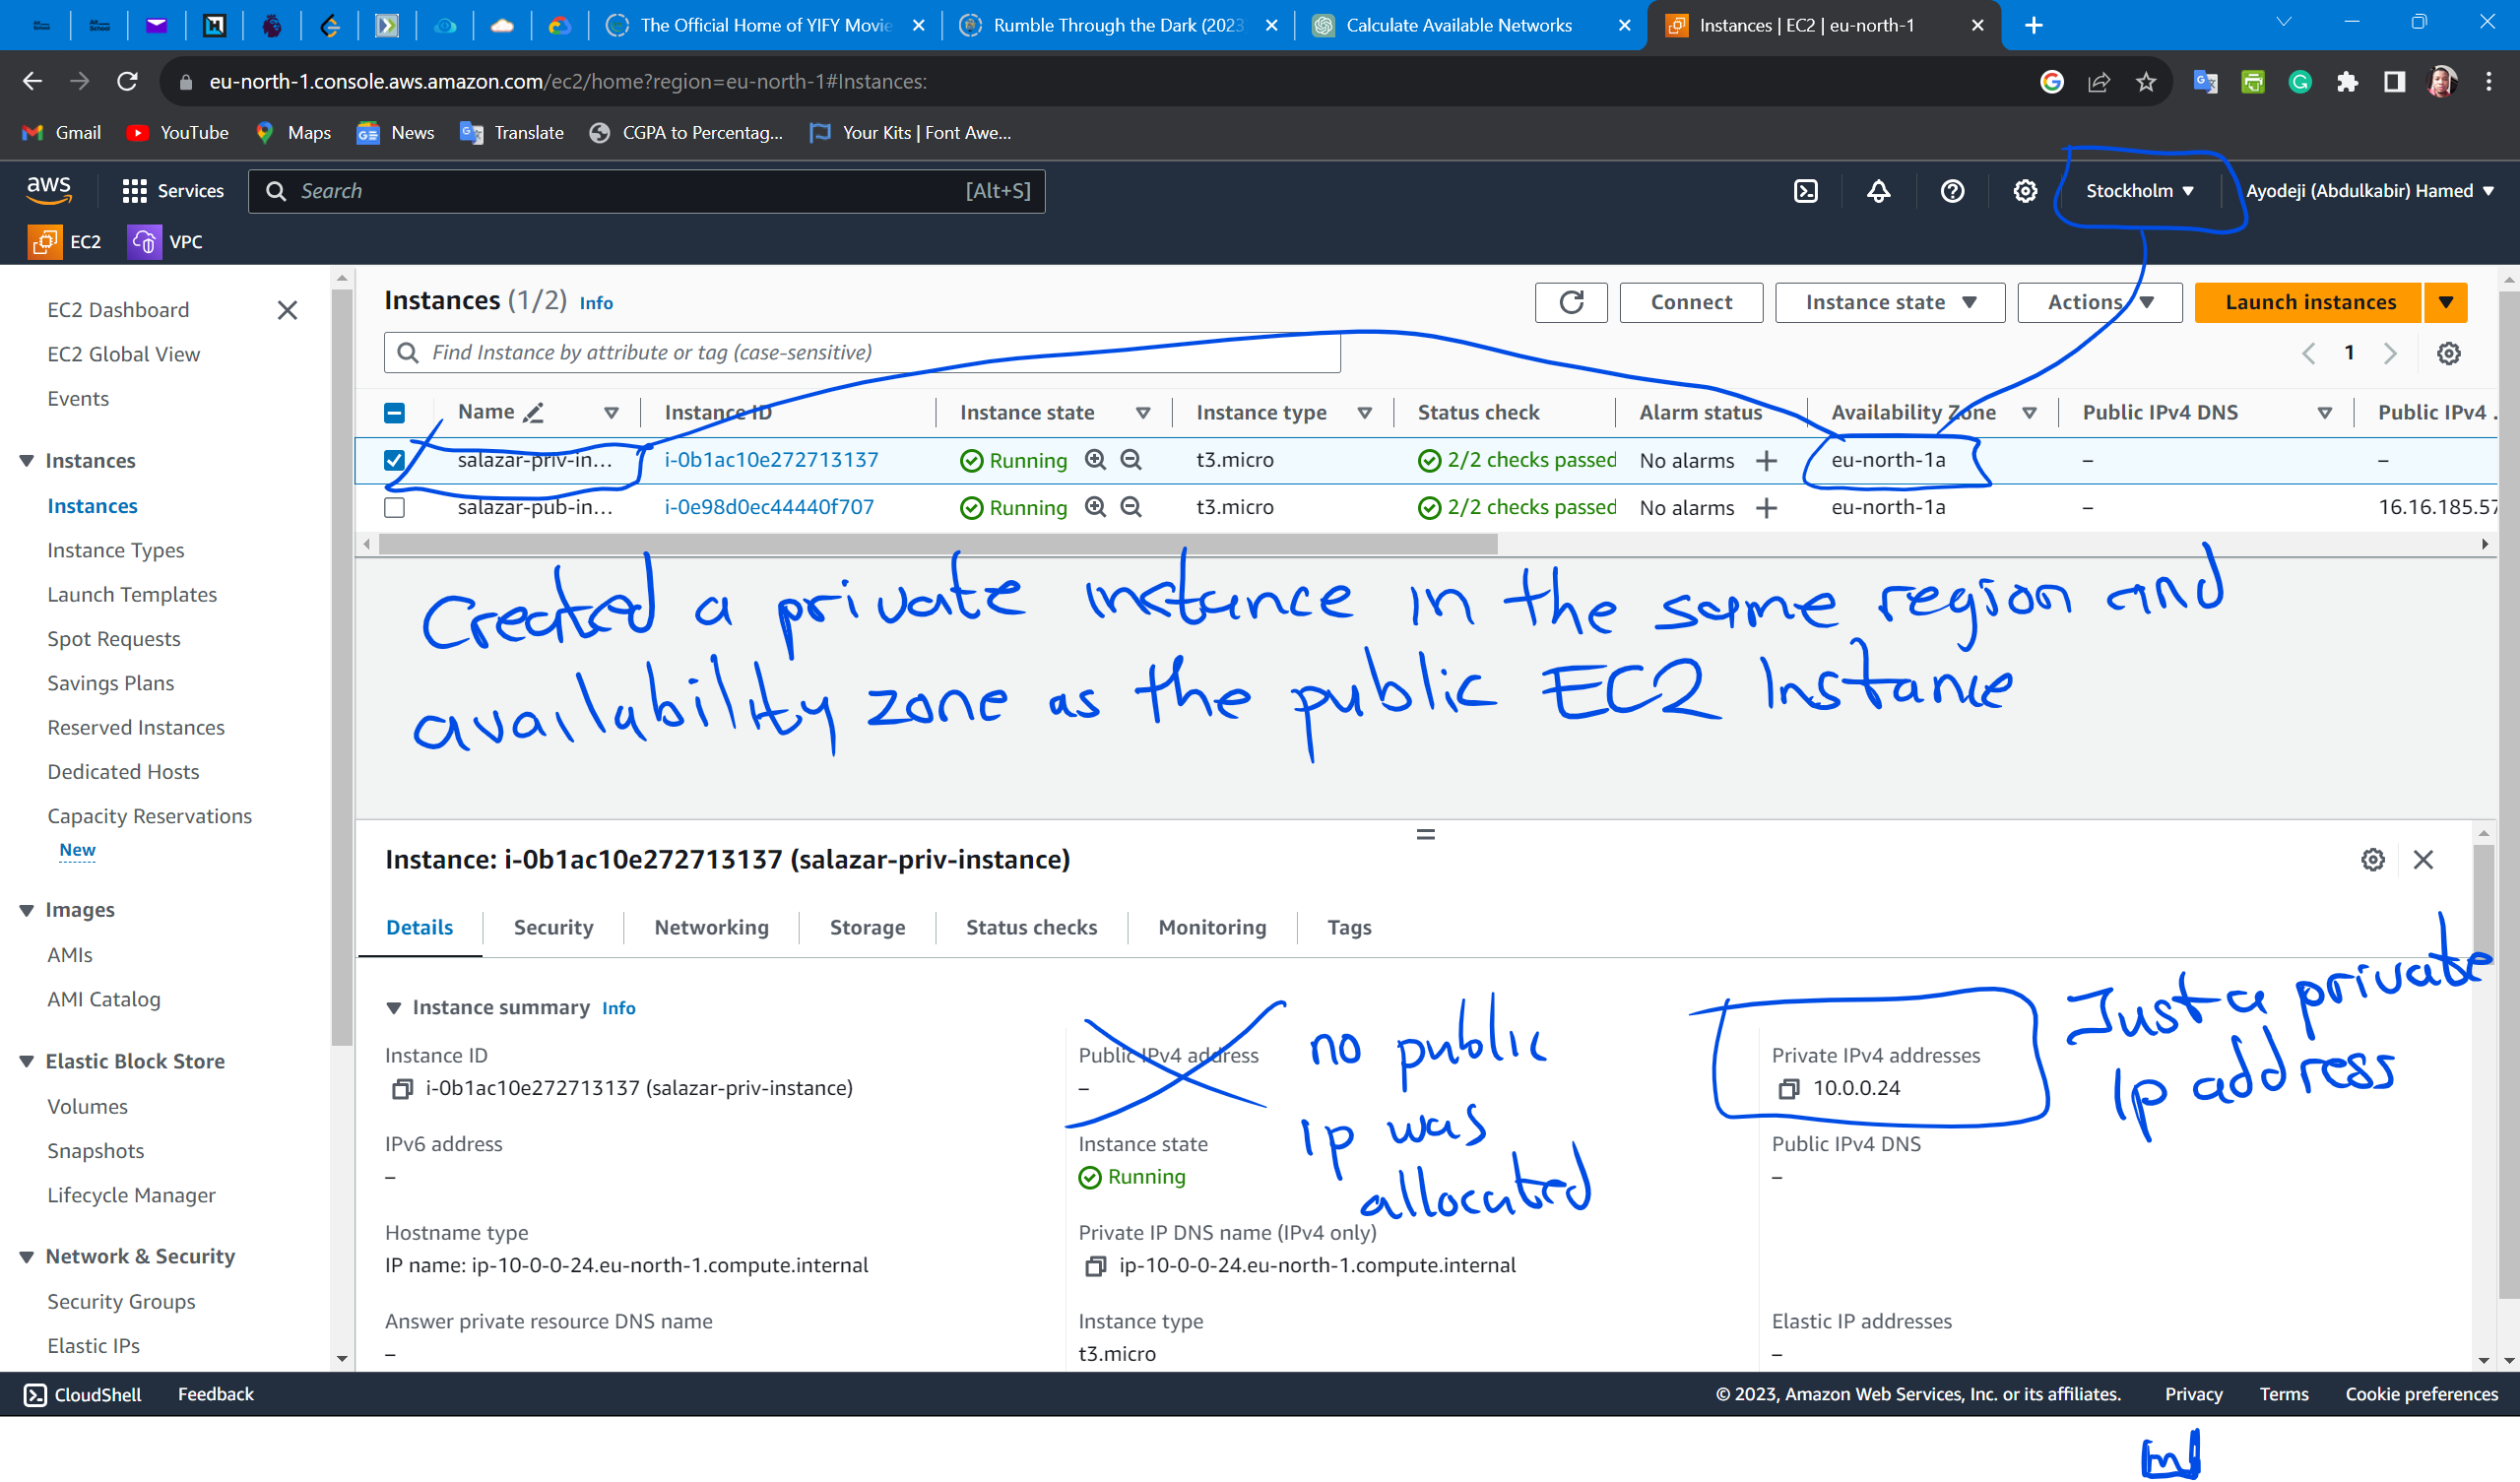 The Official Home of YIFY Movie
Rumble Through the Dark (2023
Calculate Available Networks
Instances | EC2 | eu-north-1
eu-north-1.console.aws.amazon.com/ec2/home?region=eu-north-1#Instances:
Gmail
YouTube
Maps
News
Translate
CGPA to Percentag...
Your Kits | Font Awe...
aws
Services
Search
[Alt+S]
Stockholm
Ayodeji (Abdulkabir) Hamed
EC2
VPC
EC2 Dashboard
EC2 Global View
Events
Instances
Instances
Instance Types
Launch Templates
Spot Requests
Savings Plans
Reserved Instances
Dedicated Hosts
Capacity Reservations
New
Images
AMIs
AMI Catalog
Elastic Block Store
Volumes
Snapshots
Lifecycle Manager
Network & Security
Security Groups
Elastic IPs
Instances (1/2) Info
Connect
Instance state
Actions
Launch instances
Find Instance by attribute or tag (case-sensitive)
1
Name Instance ID Instance state Instance type Status check Alarm status Availability Zone Public IPv4 DNS Public IPv4 ..
salazar-priv-in... i-0b1ac10e272713137 Running t3.micro 2/2 checks passed No alarms + eu-north-1a – –
salazar-pub-in... i-0e98d0ec44440f707 Running t3.micro 2/2 checks passed No alarms + eu-north-1a – 16.16.185.57
Created a private instance in the same region and
availability zone as the public EC2 Instance
Instance: i-0b1ac10e272713137 (salazar-priv-instance)
Details
Security
Networking
Storage
Status checks
Monitoring
Tags
Instance summary Info
Instance ID
i-0b1ac10e272713137 (salazar-priv-instance)
Public IPv4 address
–
no public
ip was
allocated
Private IPv4 addresses
10.0.0.24
Just a private
ip address
IPv6 address
–
Instance state
Running
Public IPv4 DNS
–
Hostname type
IP name: ip-10-0-0-24.eu-north-1.compute.internal
Private IP DNS name (IPv4 only)
ip-10-0-0-24.eu-north-1.compute.internal
Answer private resource DNS name
–
Instance type
t3.micro
Elastic IP addresses
–
CloudShell
Feedback
© 2023, Amazon Web Services, Inc. or its affiliates.
Privacy
Terms
Cookie preferences